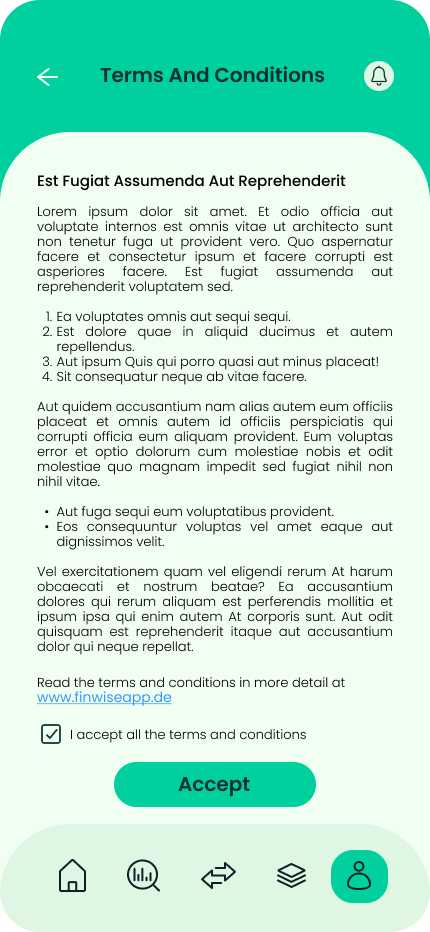 Terms And Conditions
Est Fugiat Assumenda Aut Reprehenderit
Lorem ipsum dolor sit amet. Et odio officia aut
voluptate internos est omnis vitae ut architecto sunt
non tenetur fuga ut provident vero. Quo aspernatur
facere et consectetur ipsum et facere corrupti est
asperiores facere. Est fugiat assumenda aut
reprehenderit voluptatem sed.
1. Ea voluptates omnis aut sequi sequi.
2. Est dolore quae in aliquid ducimus et autem
repellendus.
3. Aut ipsum Quis qui porro quasi aut minus placeat!
4. Sit consequatur neque ab vitae facere.
Aut quidem accusantium nam alias autem eum officiis
placeat et omnis autem id officiis perspiciatis qui
corrupti officia eum aliquam provident. Eum voluptas
error et optio dolorum cum molestiae nobis et odit
molestiae quo magnam impedit sed fugiat nihil non
nihil vitae.
• Aut fuga sequi eum voluptatibus provident.
• Eos consequuntur voluptas vel amet eaque aut
dignissimos velit.
Vel exercitationem quam vel eligendi rerum At harum
obcaecati et nostrum beatae? Ea accusantium
dolores qui rerum aliquam est perferendis mollitia et
ipsum ipsa qui enim autem At corporis sunt. Aut odit
quisquam est reprehenderit itaque aut accusantium
dolor qui neque repellat.
Read the terms and conditions in more detail at
www.finwiseapp.de
I accept all the terms and conditions
Accept